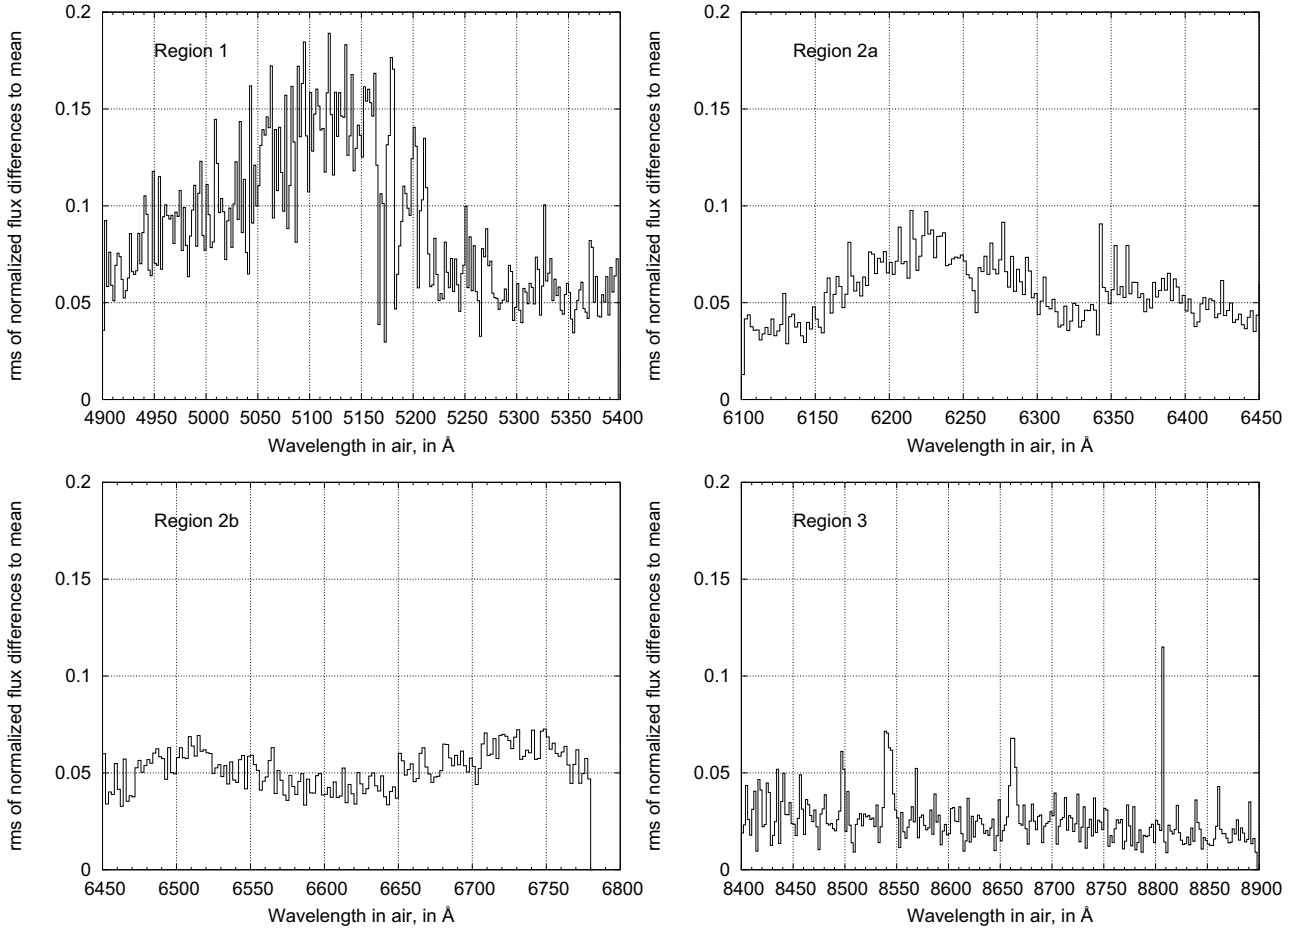 rms of normalized flux differences to mean
0.2
0.15
0.1
0.05
0
Region 1
4900 4950 5000 5050 5100 5150 5200 5250 5300 5350 5400
Wavelength in air, in Å
rms of normalized flux differences to mean
0.2
0.15
0.1
0.05
0
Region 2a
6100 6150 6200 6250 6300 6350 6400 6450
Wavelength in air, in Å
rms of normalized flux differences to mean
0.2
0.15
0.1
0.05
0
Region 2b
6450 6500 6550 6600 6650 6700 6750 6800
Wavelength in air, in Å
rms of normalized flux differences to mean
0.2
0.15
0.1
0.05
0
Region 3
8400 8450 8500 8550 8600 8650 8700 8750 8800 8850 8900
Wavelength in air, in Å